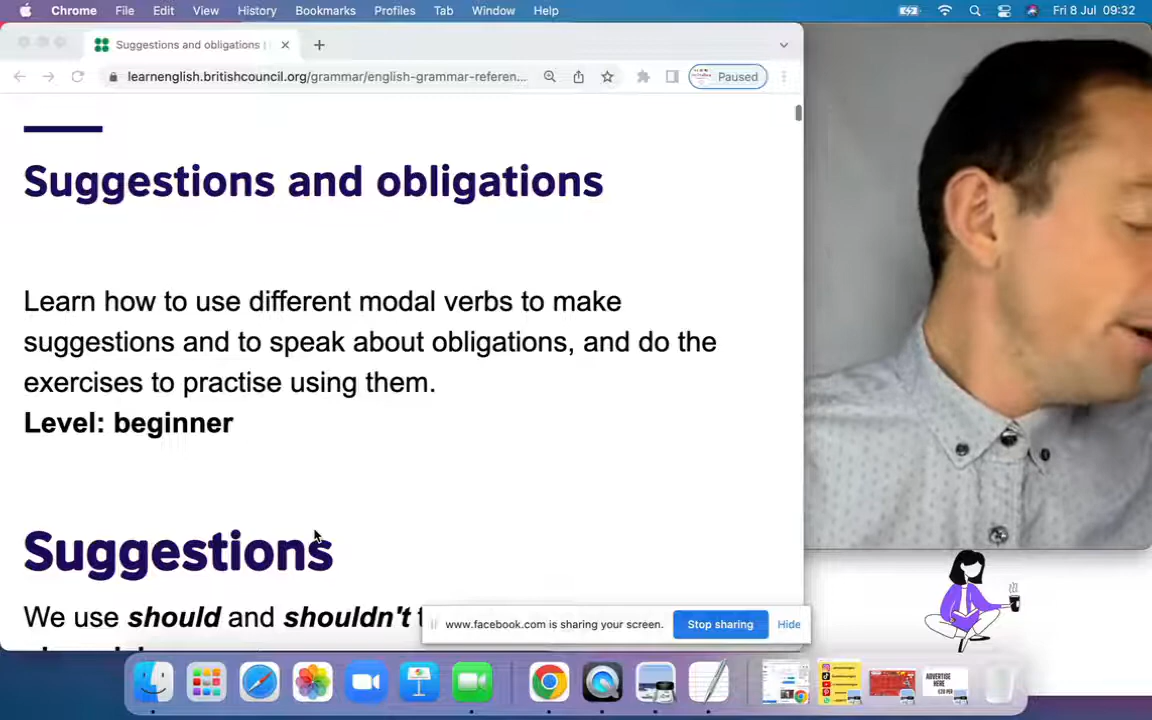 Chrome File Edit View History Bookmarks Profiles Tab Window Help Fri 8 Jul 09:32
Suggestions and obligations |
learnenglish.britishcouncil.org/grammar/english-grammar-referen... Paused
Suggestions and obligations
Learn how to use different modal verbs to make
suggestions and to speak about obligations, and do the
exercises to practise using them.
Level: beginner
Suggestions
We use should and shouldn't t
www.facebook.com is sharing your screen. Stop sharing Hide
ADVERTISE
HERE